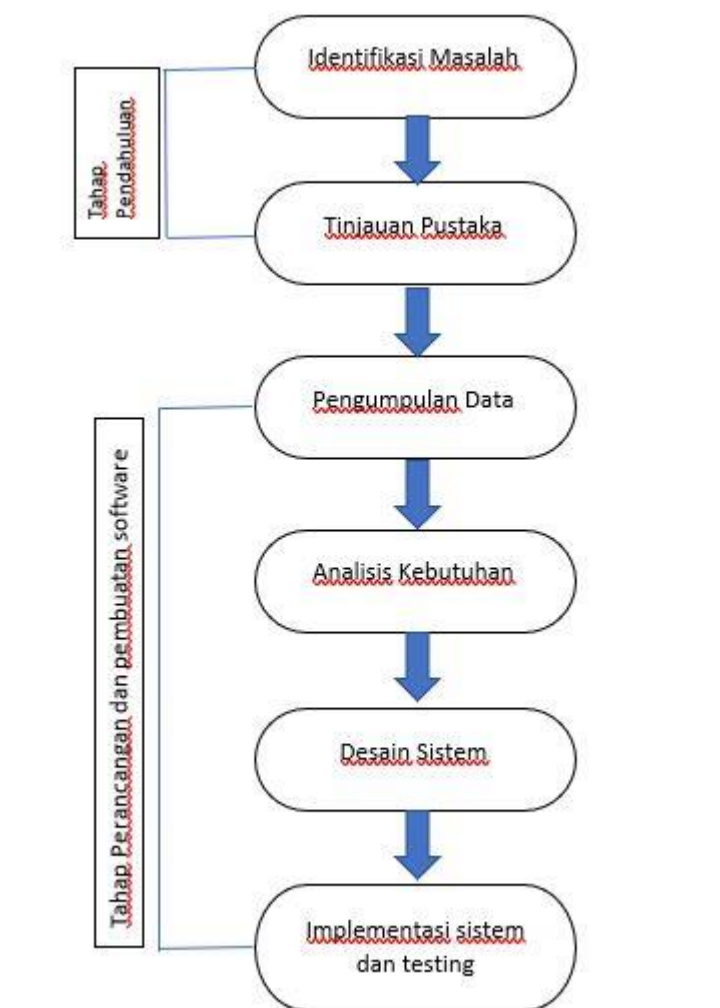 Identifikasi Masalah
Tahap
Pendahuluan
Tinjauan Pustaka
Pengumpulan Data
Tahap Perancangan dan pembuatan software
Analisis Kebutuhan
Desain Sistem
Implementasi sistem
dan testing